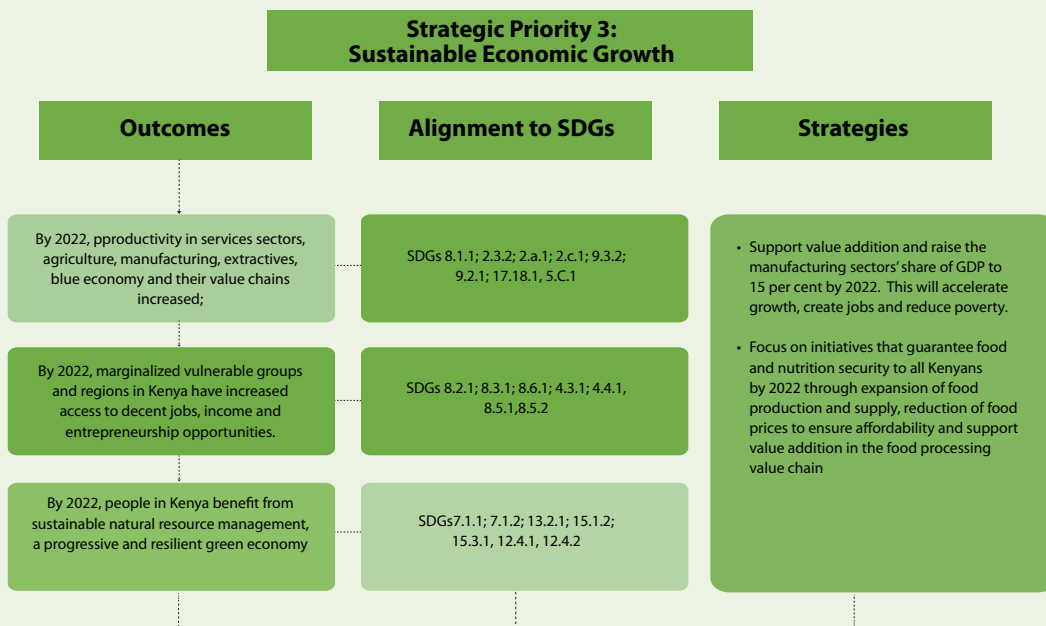 Strategic Priority 3:
Sustainable Economic Growth
Outcomes
Alignment to SDGs
Strategies
By 2022, pproductivity in services sectors,
agriculture, manufacturing, extractives,
blue economy and their value chains
increased;
SDGs 8.1.1; 2.3.2; 2.a.1; 2.c.1; 9.3.2;
9.2.1; 17.18.1, 5.C.1
By 2022, marginalized vulnerable groups
and regions in Kenya have increased
access to decent jobs, income and
entrepreneurship opportunities.
SDGs 8.2.1; 8.3.1; 8.6.1; 4.3.1; 4.4.1,
8.5.1,8.5.2
By 2022, people in Kenya benefit from
sustainable natural resource management,
a progressive and resilient green economy
SDGs7.1.1; 7.1.2; 13.2.1; 15.1.2;
15.3.1, 12.4.1, 12.4.2
• Support value addition and raise the
manufacturing sectors' share of GDP to
15 per cent by 2022. This will accelerate
growth, create jobs and reduce poverty.
• Focus on initiatives that guarantee food
and nutrition security to all Kenyans
by 2022 through expansion of food
production and supply, reduction of food
prices to ensure affordability and support
value addition in the food processing
value chain